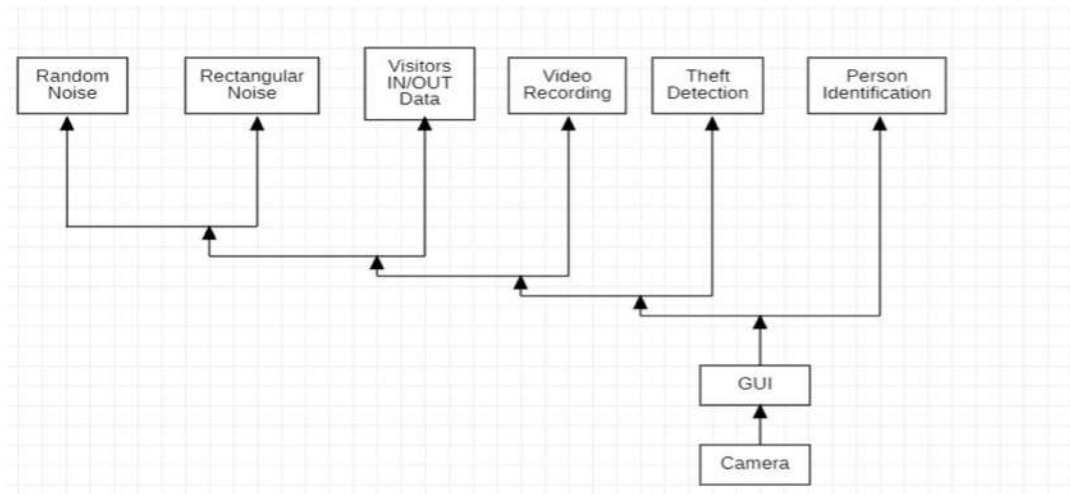 Random
Noise
Rectangular
Noise
Visitors
IN/OUT
Data
Video
Recording
Theft
Detection
Person
Identification
GUI
Camera